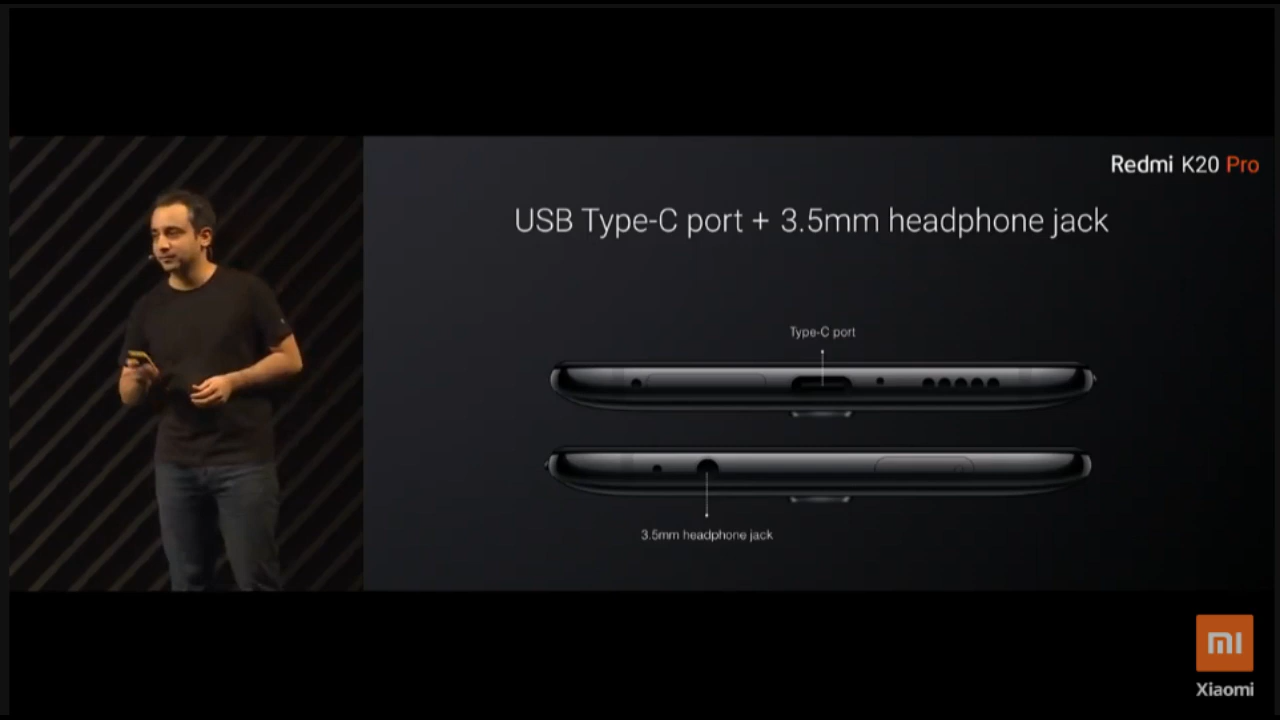 Redmi K20 Pro
USB Type-C port + 3.5mm headphone jack
Type-C port
3.5mm headphone jack
mi
Xiaomi